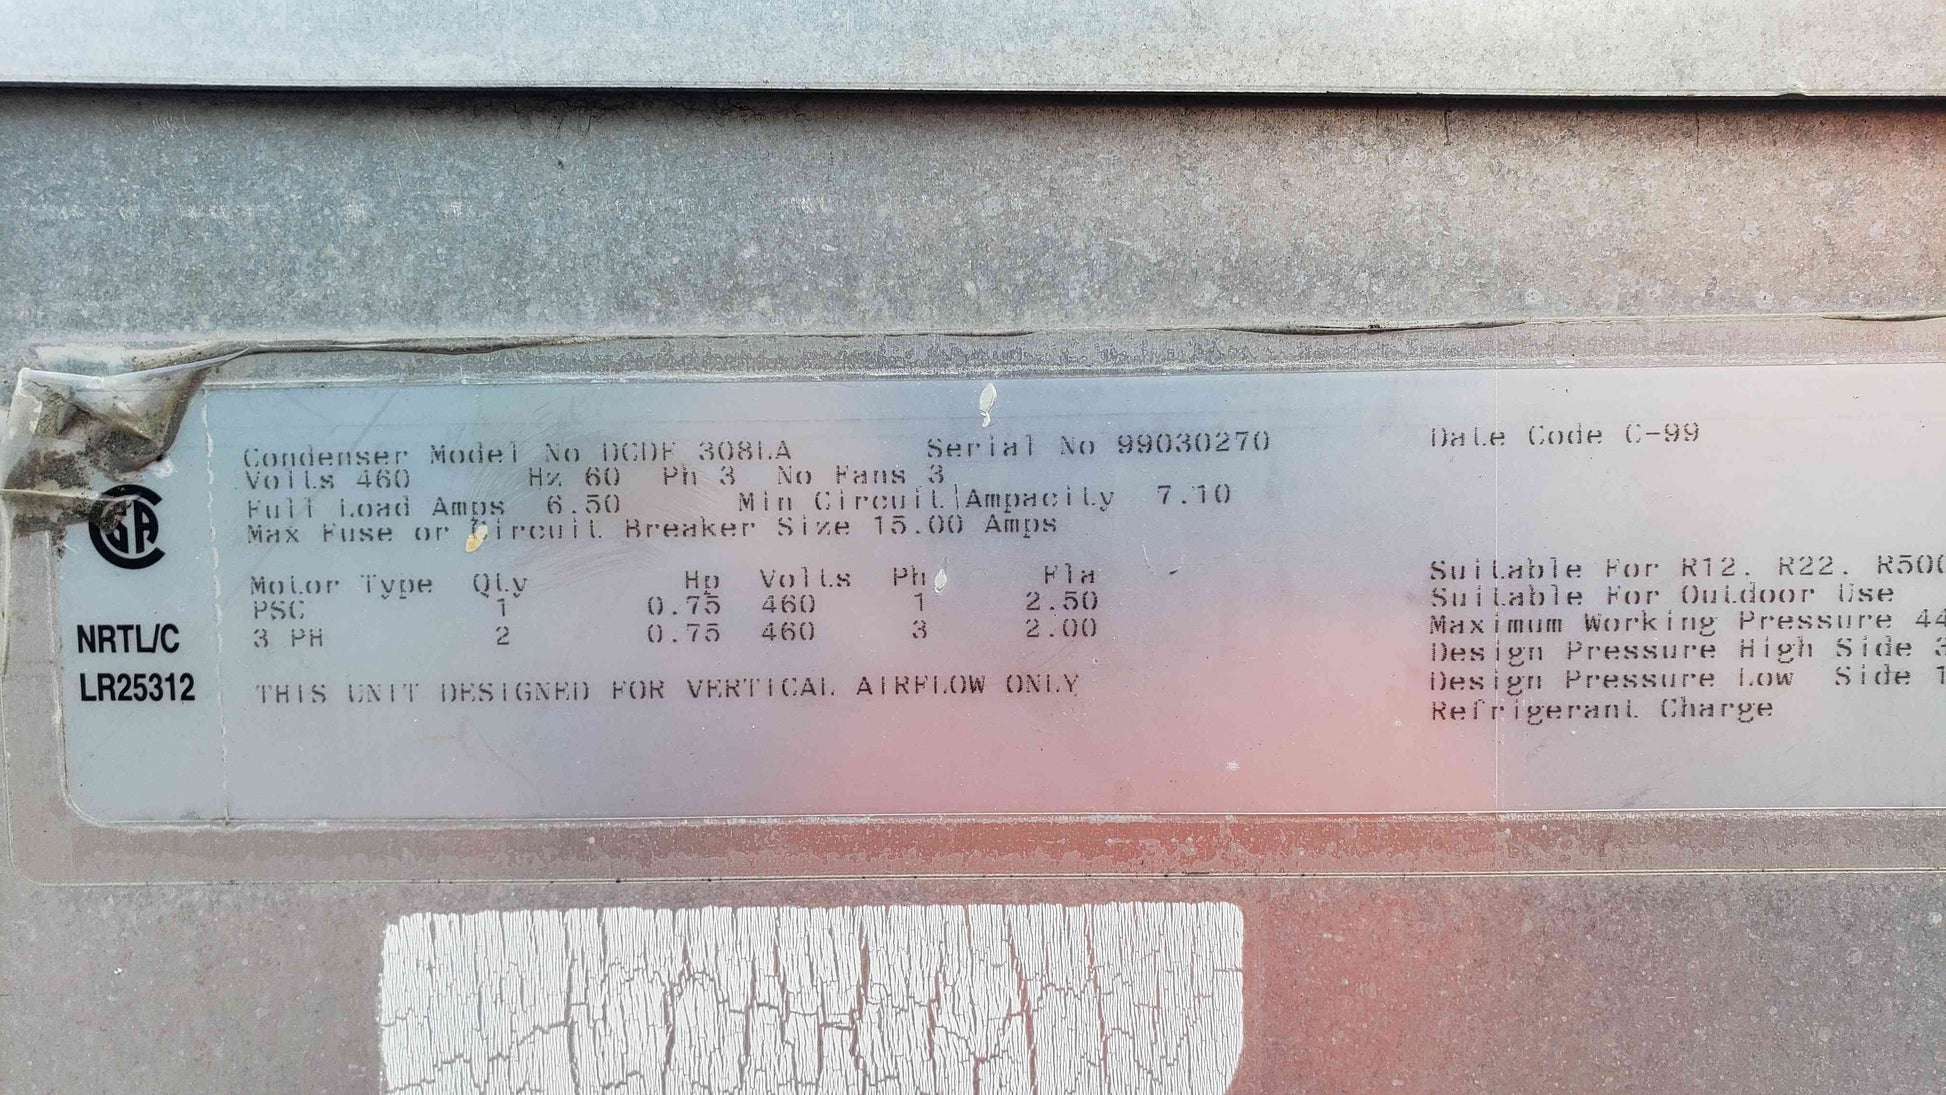 Condenser Model No DCDF 308LA Serial No 99030270 Date Code C-99
Volts 460 Hz 60 Ph 3 No Fans 3
Full Load Amps 6.50 Min Circuit Ampacity 7.10
Max Fuse or Circuit Breaker Size 15.00 Amps
Motor Type Qty Hp Volts Ph Fla
PSC 1 0.75 460 1 2.50
3 PH 2 0.75 460 3 2.00
THIS UNIT DESIGNED FOR VERTICAL AIRFLOW ONLY
Suitable For R12. R22. R500
Suitable For Outdoor Use
Maximum Working Pressure 44
Design Pressure High Side 3
Design Pressure Low Side 1
Refrigerant Charge
SA
NRTL/C
LR25312